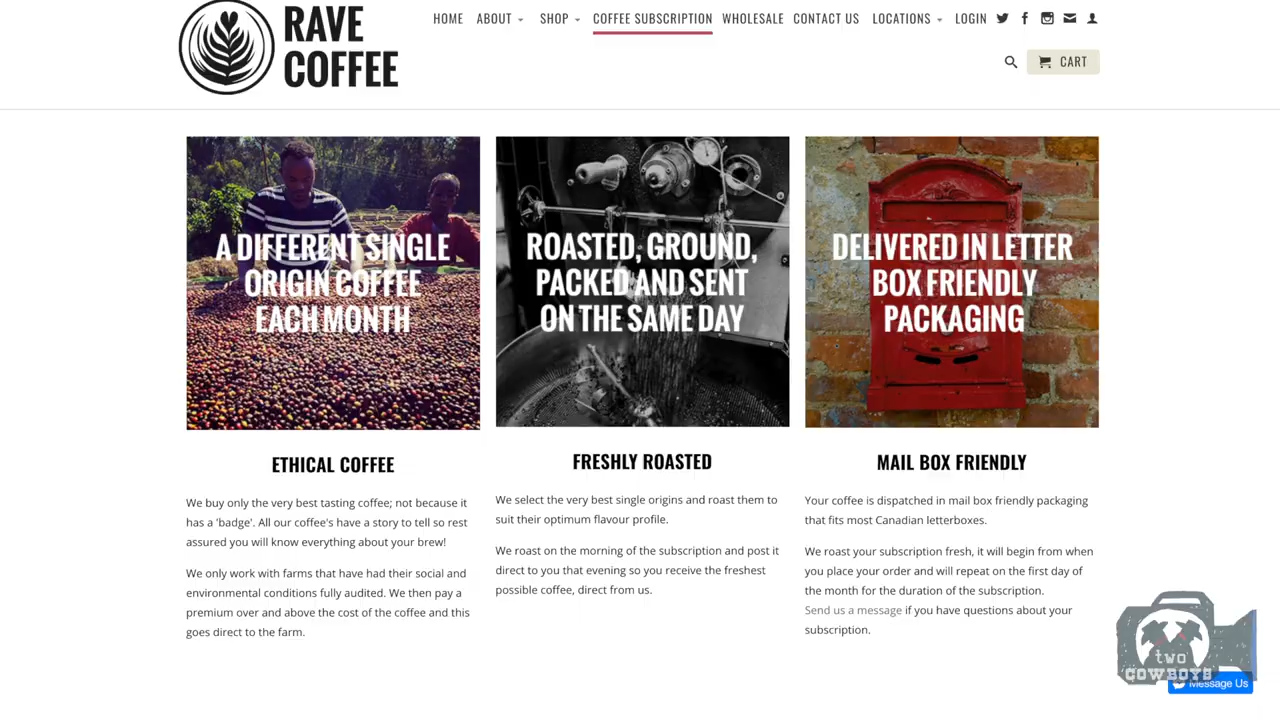 RAVE
COFFEE
HOME ABOUT SHOP COFFEE SUBSCRIPTION WHOLESALE CONTACT US LOCATIONS LOGIN
CART
A DIFFERENT SINGLE
ORIGIN COFFEE
EACH MONTH
ETHICAL COFFEE
We buy only the very best tasting coffee; not because it
has a 'badge'. All our coffee's have a story to tell so rest
assured you will know everything about your brew!
We only work with farms that have had their social and
environmental conditions fully audited. We then pay a
premium over and above the cost of the coffee and this
goes direct to the farm.
ROASTED, GROUND,
PACKED AND SENT
ON THE SAME DAY
FRESHLY ROASTED
We select the very best single origins and roast them to
suit their optimum flavour profile.
We roast on the morning of the subscription and post it
direct to you that evening so you receive the freshest
possible coffee, direct from us.
DELIVERED IN LETTER
BOX FRIENDLY
PACKAGING
MAIL BOX FRIENDLY
Your coffee is dispatched in mail box friendly packaging
that fits most Canadian letterboxes.
We roast your subscription fresh, it will begin from when
you place your order and will repeat on the first day of
the month for the duration of the subscription.
Send us a message if you have questions about your
subscription.
two
COWBOYS
Message Us